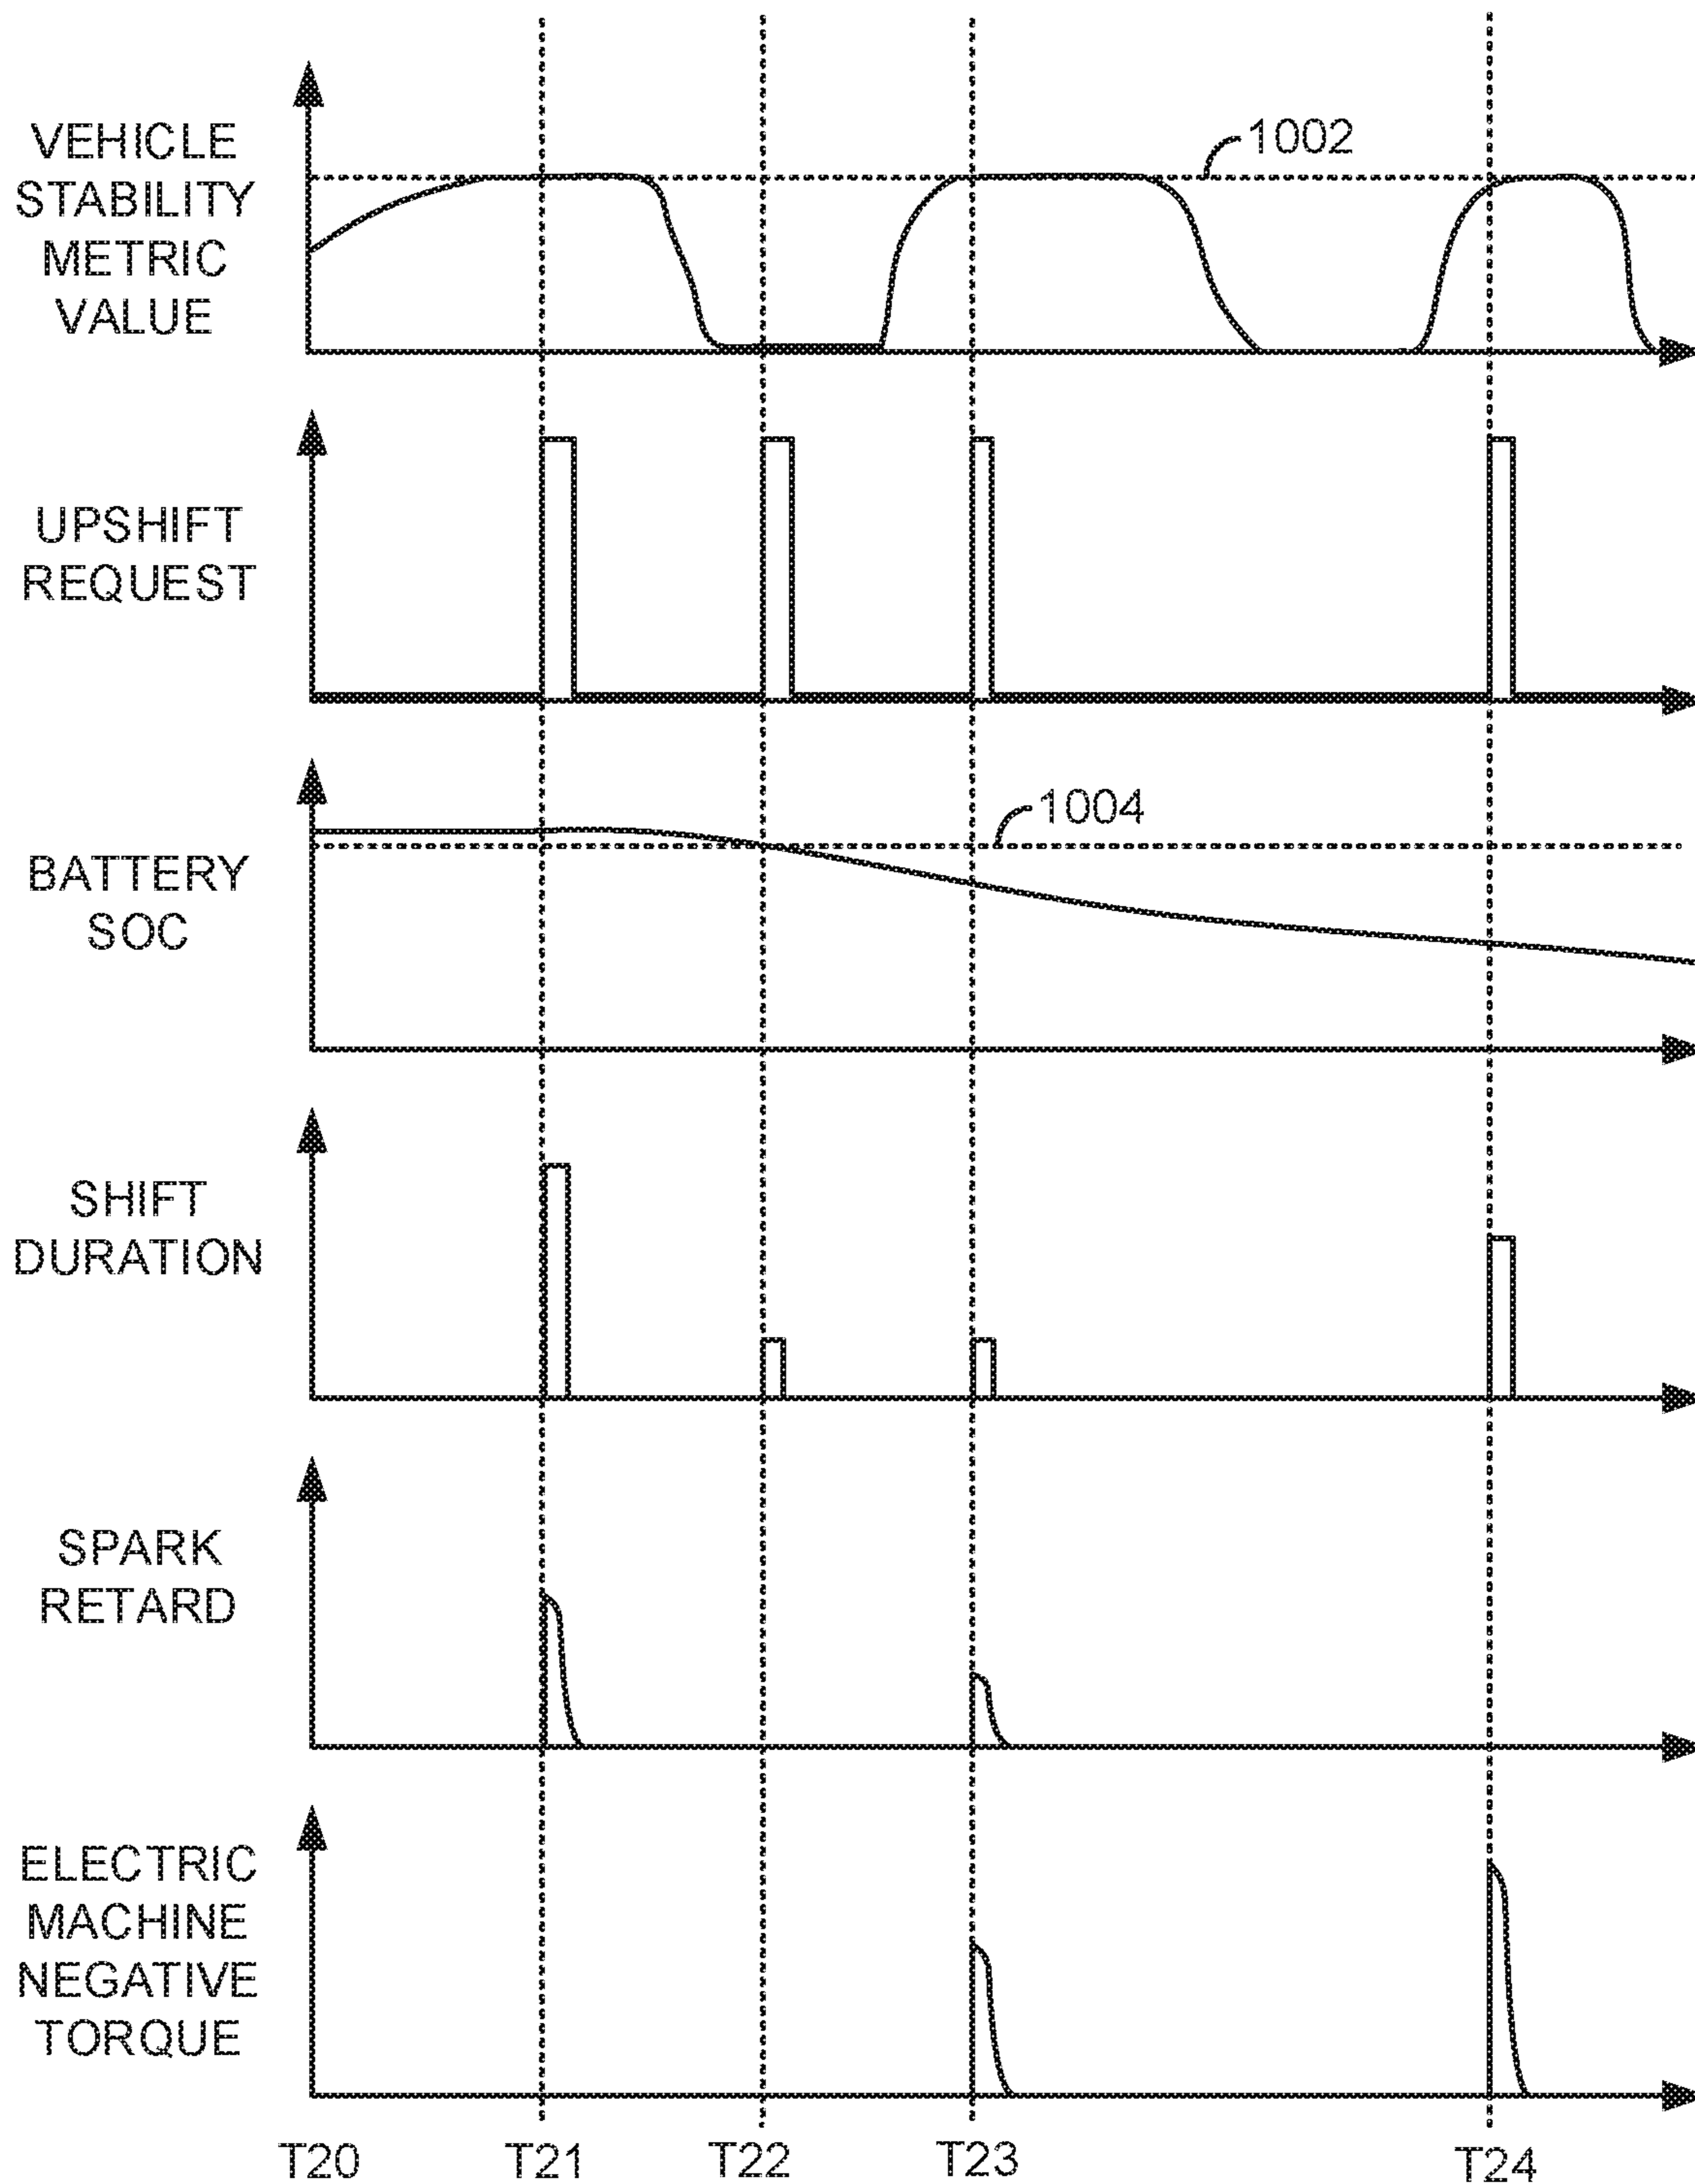 1002
VEHICLE
STABILITY
METRIC
VALUE
UPSHIFT
REQUEST
1004
BATTERY
SOC
SHIFT
DURATION
SPARK
RETARD
ELECTRIC
MACHINE
NEGATIVE
TORQUE
T20 T21 T22 T23 T24